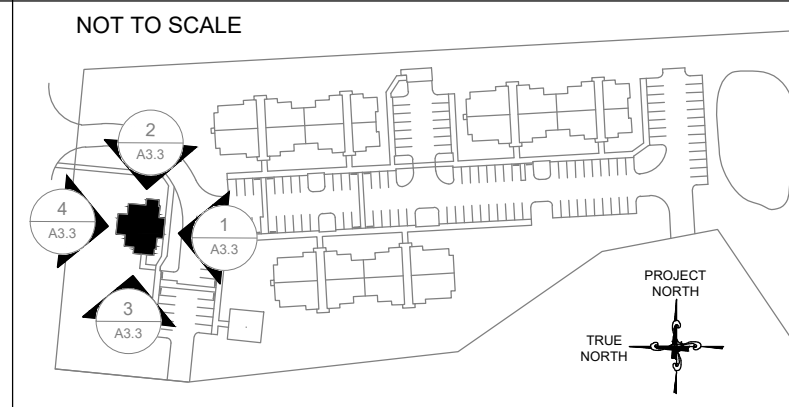 NOT TO SCALE
2
A3.3
4
A3.3
1
A3.3
3
A3.3
PROJECT
NORTH
TRUE
NORTH